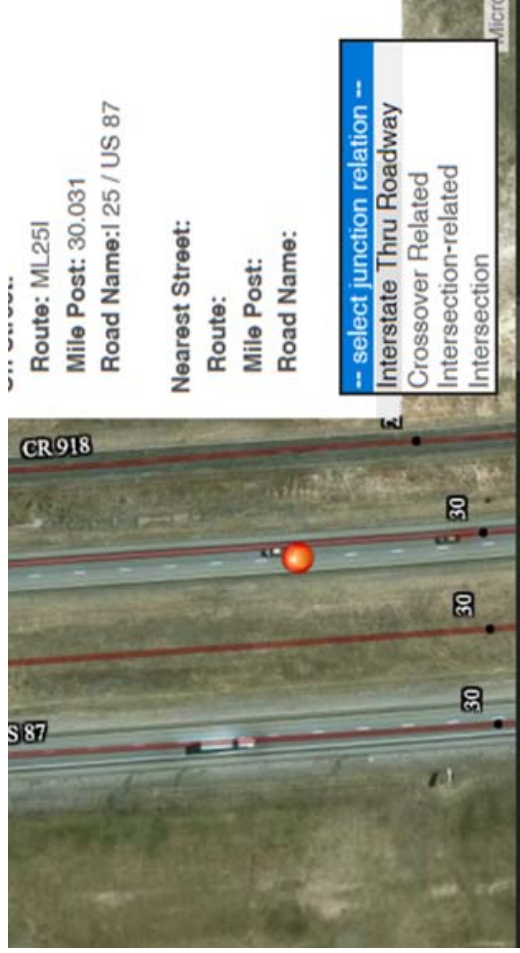 Route: ML25I
Mile Post: 30.031
Road Name:I 25 / US 87
Nearest Street:
Route:
Mile Post:
Road Name:
-- select junction relation --
Interstate Thru Roadway
Crossover Related
Intersection-related
Intersection
CR 918
30
30
30
S 87